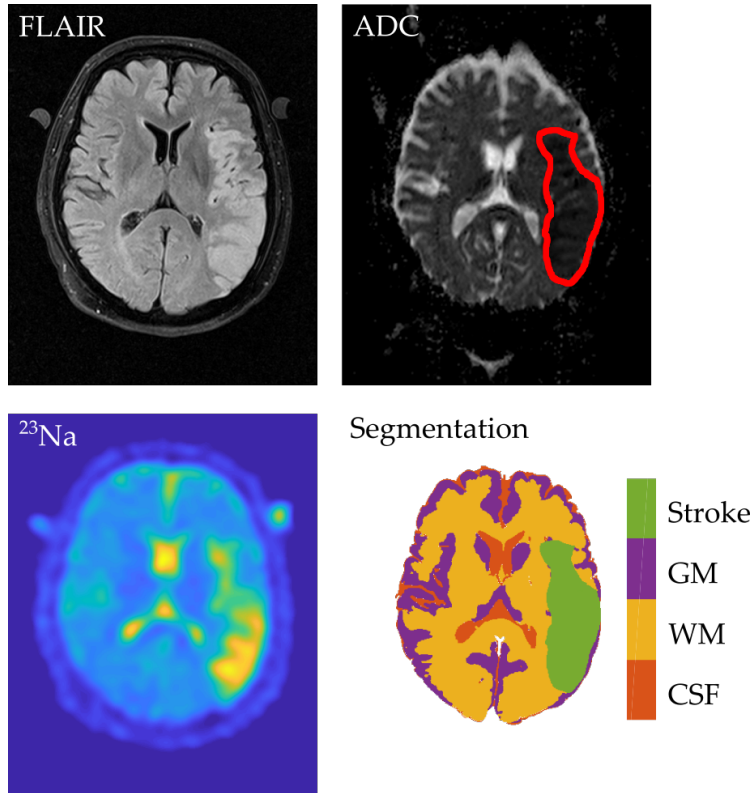 FLAIR
ADC
²³Na
Segmentation
Stroke
GM
WM
CSF